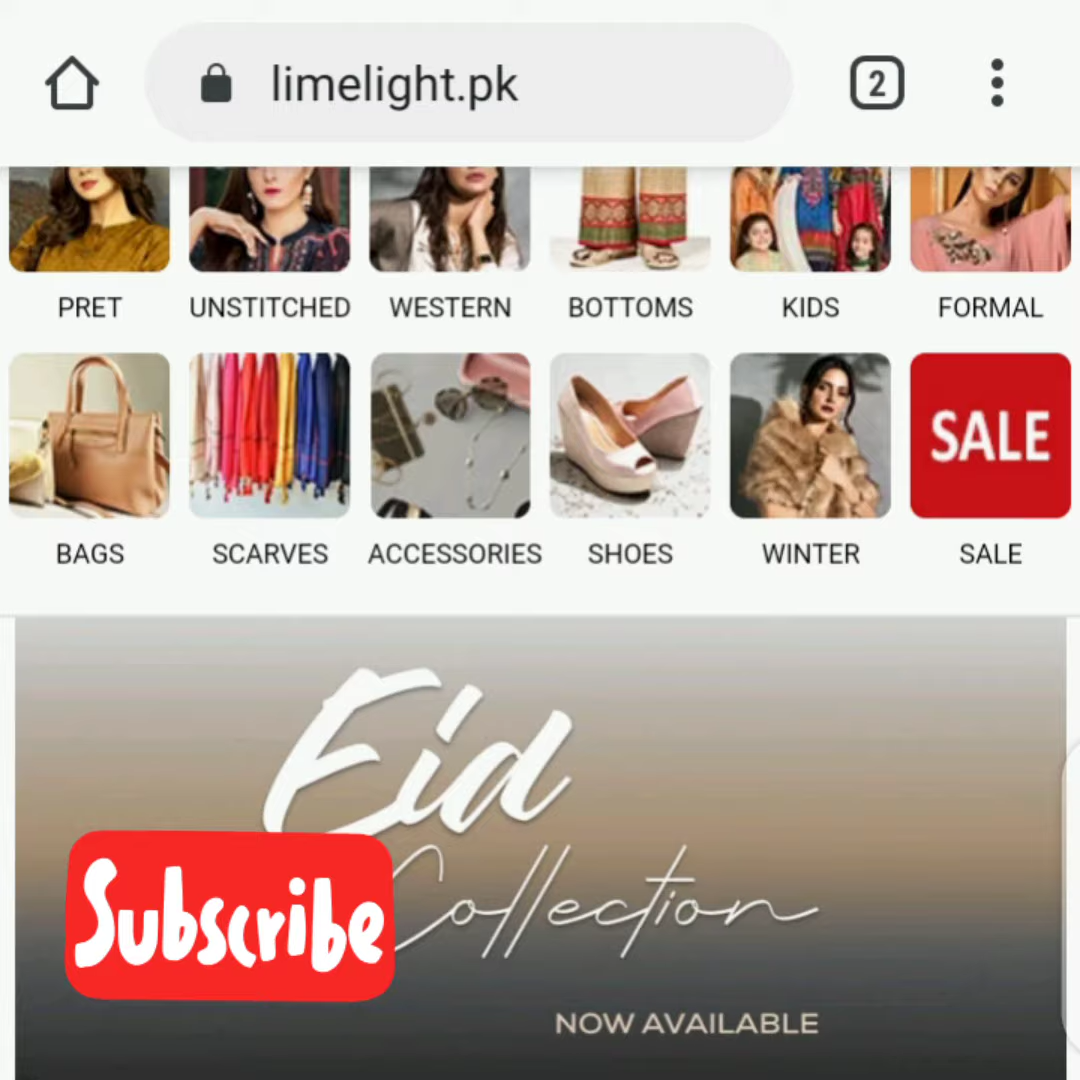 limelight.pk
2
PRET UNSTITCHED WESTERN BOTTOMS KIDS FORMAL
SALE
BAGS SCARVES ACCESSORIES SHOES WINTER SALE
Eid
Collection
Subscribe
NOW AVAILABLE